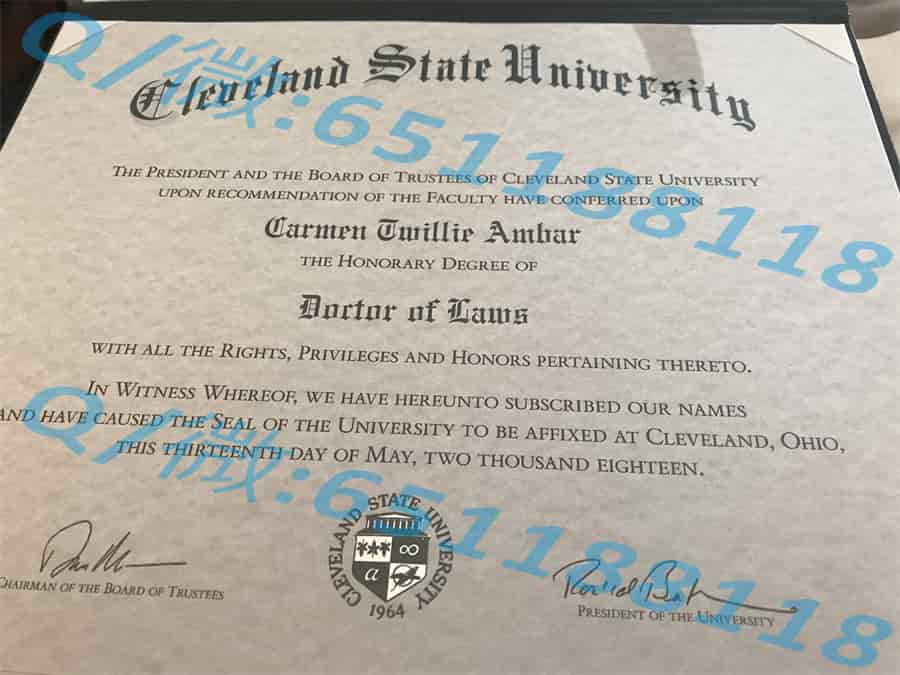 Cleveland State University
Q/微:651188118
THE PRESIDENT AND THE BOARD OF TRUSTEES OF CLEVELAND STATE UNIVERSITY
UPON RECOMMENDATION OF THE FACULTY HAVE CONFERRED UPON
Carmen Twillie Ambar
THE HONORARY DEGREE OF
Doctor of Laws
WITH ALL THE RIGHTS, PRIVILEGES AND HONORS PERTAINING THERETO.
IN WITNESS WHEREOF, WE HAVE HEREUNTO SUBSCRIBED OUR NAMES
AND HAVE CAUSED THE SEAL OF THE UNIVERSITY TO BE AFFIXED AT CLEVELAND, OHIO,
THIS THIRTEENTH DAY OF MAY, TWO THOUSAND EIGHTEEN.
Q/微:651188118
CLEVELAND STATE UNIVERSITY
a
1964
CHAIRMAN OF THE BOARD OF TRUSTEES
PRESIDENT OF THE UNIVERSITY